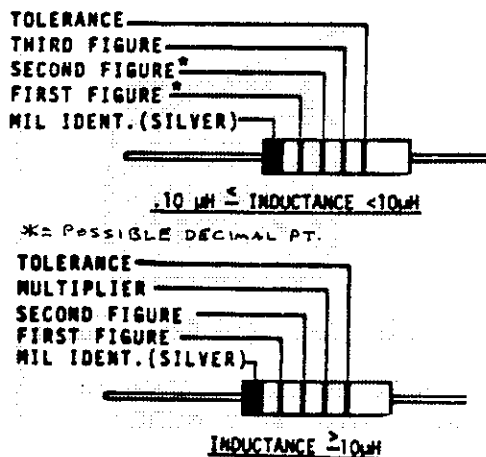 TOLERANCE
THIRD FIGURE
SECOND FIGURE*
FIRST FIGURE*
MIL IDENT.(SILVER)
.10 µH ≤ INDUCTANCE <10µH
*= POSSIBLE DECIMAL PT.
TOLERANCE
MULTIPLIER
SECOND FIGURE
FIRST FIGURE
MIL IDENT.(SILVER)
INDUCTANCE ≥10µH